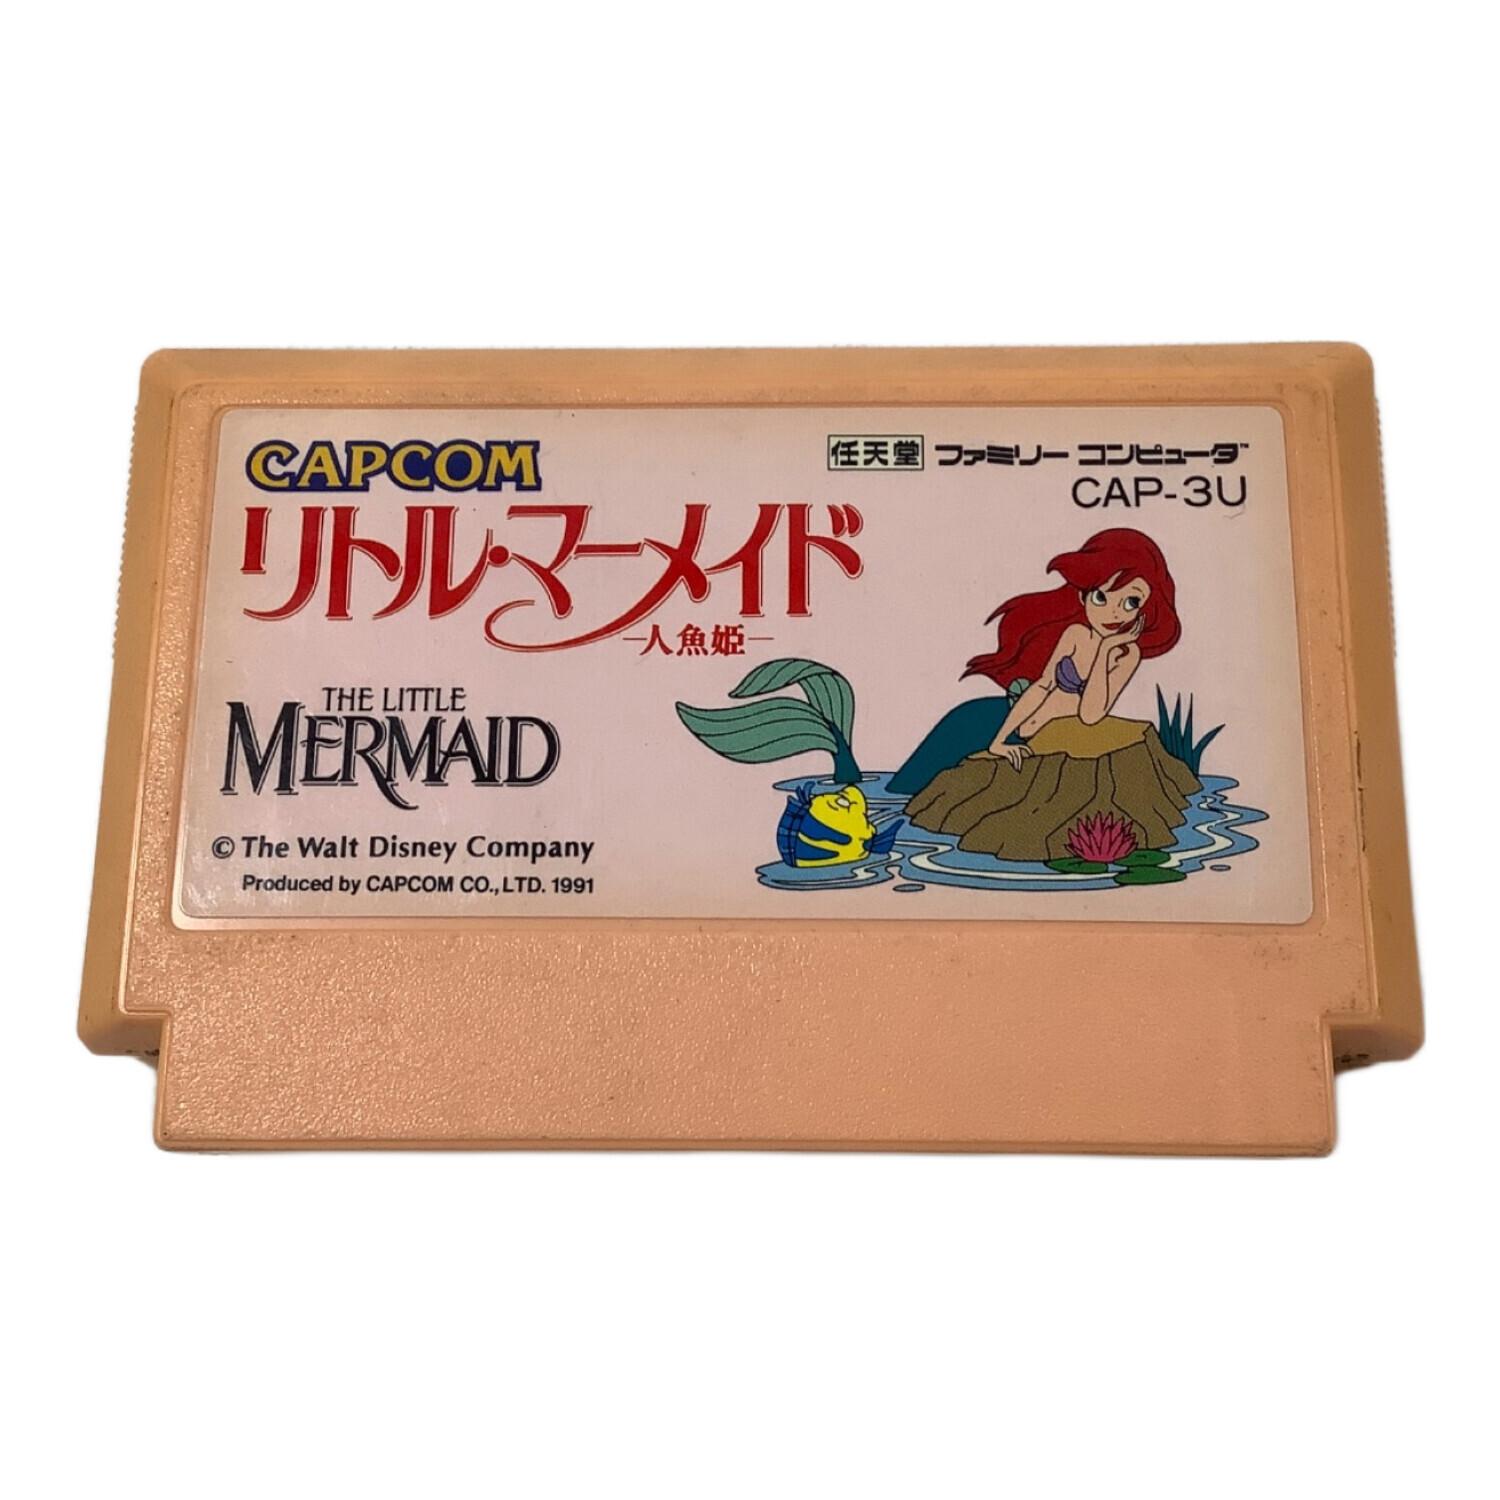 CAPCOM
任天堂 ファミリーコンピュータ™
CAP-3U
リトル・マーメイド
―人魚姫―
THE LITTLE
MERMAID
© The Walt Disney Company
Produced by CAPCOM CO., LTD. 1991